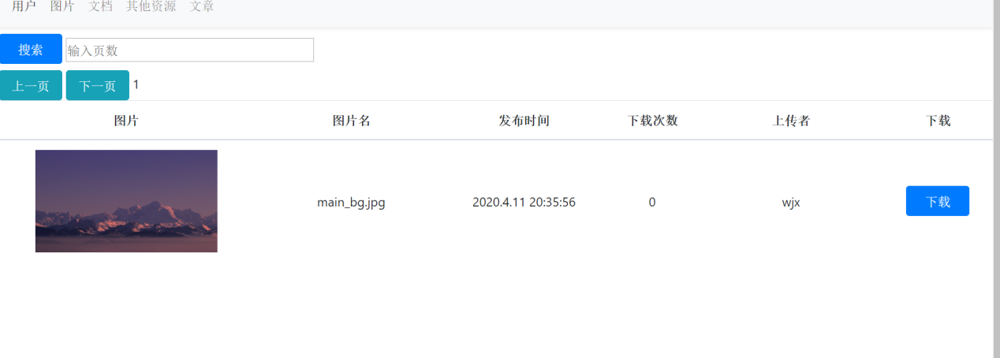 用户 图片 文档 其他资源 文章
搜索 输入页数
上一页 下一页 1
图片 图片名 发布时间 下载次数 上传者 下载
main_bg.jpg 2020.4.11 20:35:56 0 wjx 下载